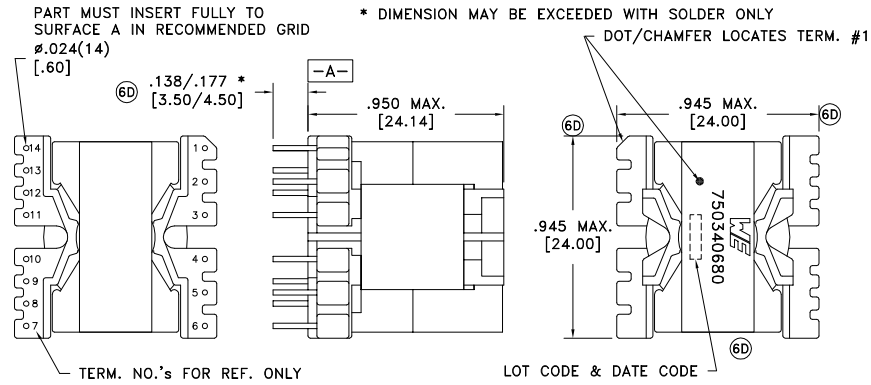 PART MUST INSERT FULLY TO
SURFACE A IN RECOMMENDED GRID
ø.024(14)
[.60]
* DIMENSION MAY BE EXCEEDED WITH SOLDER ONLY
DOT/CHAMFER LOCATES TERM. #1
6D
.138/.177 *
[3.50/4.50]
-A-
.950 MAX.
[24.14]
.945 MAX.
[24.00]
6D
6D
14
13
12
11
10
9
8
7
1
2
3
4
5
6
.945 MAX.
[24.00]
WE
750340680
6D
TERM. NO.'s FOR REF. ONLY
LOT CODE & DATE CODE